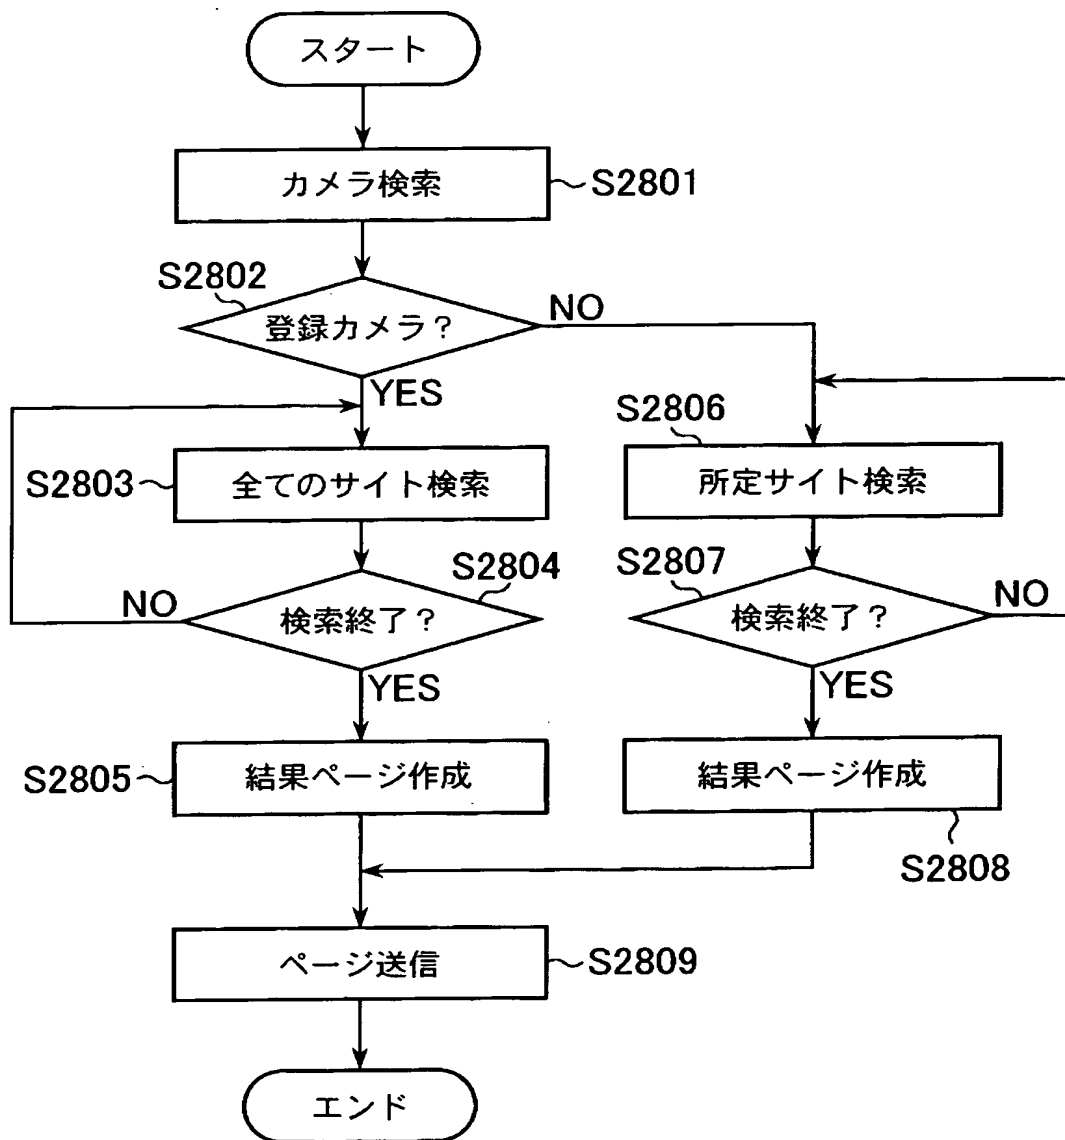 スタート
カメラ検索
S2801
S2802
登録カメラ？
NO
YES
S2803
全てのサイト検索
S2806
所定サイト検索
S2804
NO
検索終了？
YES
S2807
検索終了？
NO
YES
S2805
結果ページ作成
結果ページ作成
S2808
ページ送信
S2809
エンド